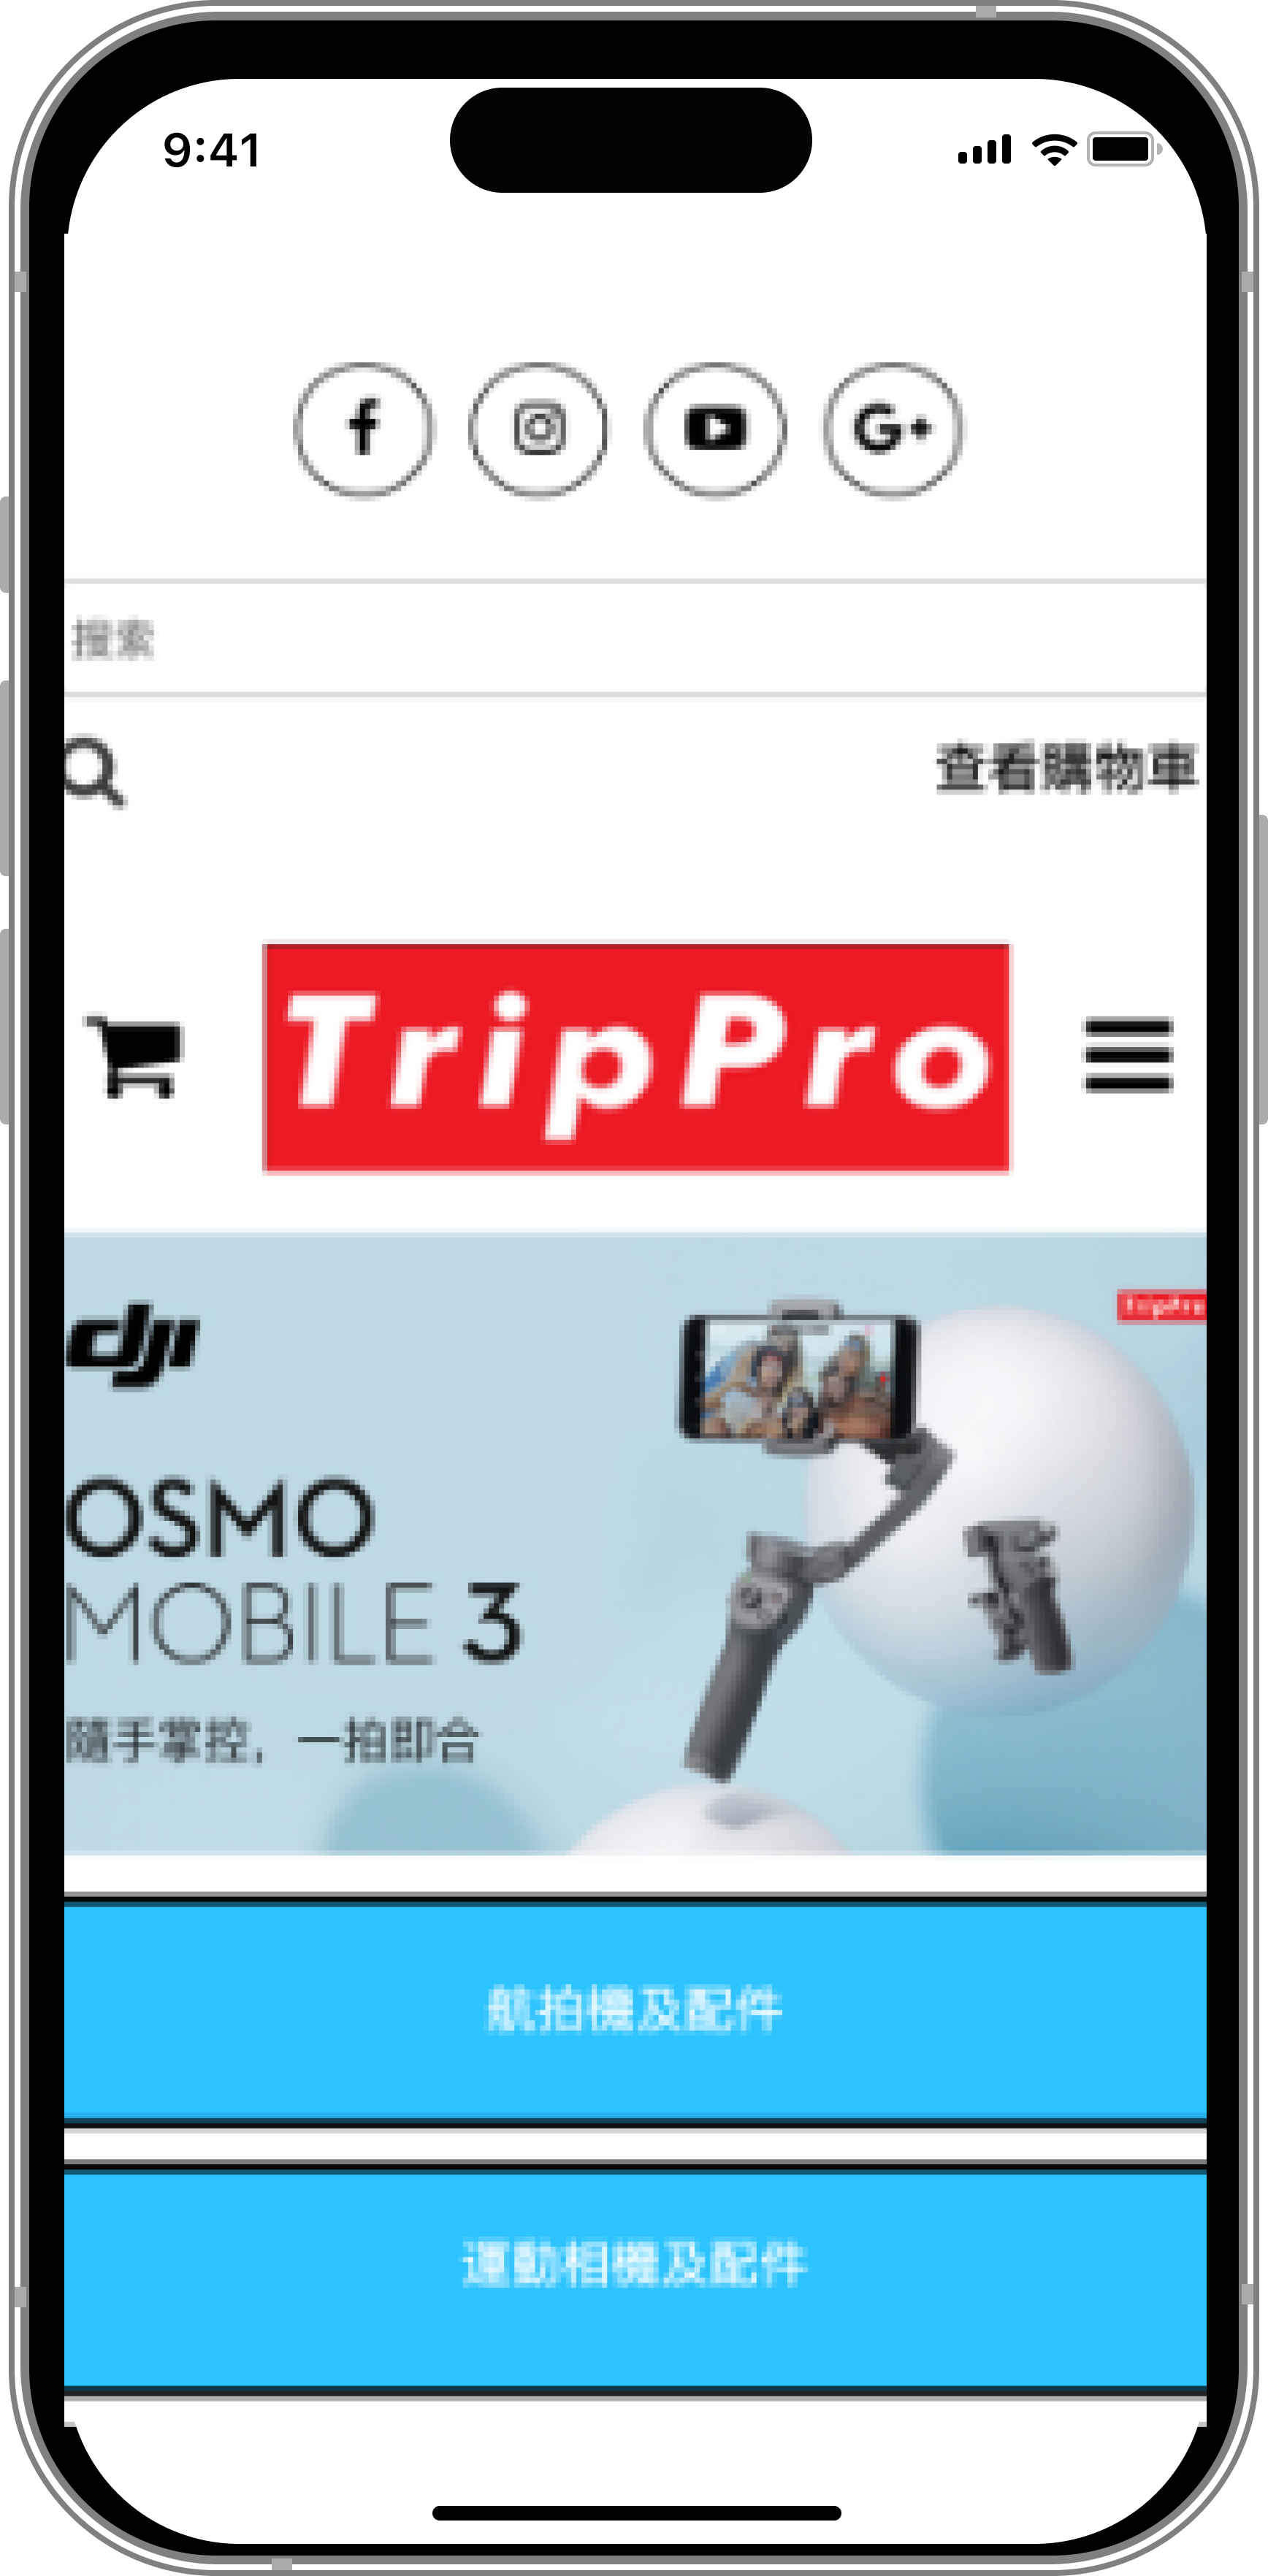 9:41
搜索
查看購物車
TripPro
TripPro
dji
OSMO
MOBILE 3
隨手掌控，一拍即合
航拍機及配件
運動相機及配件